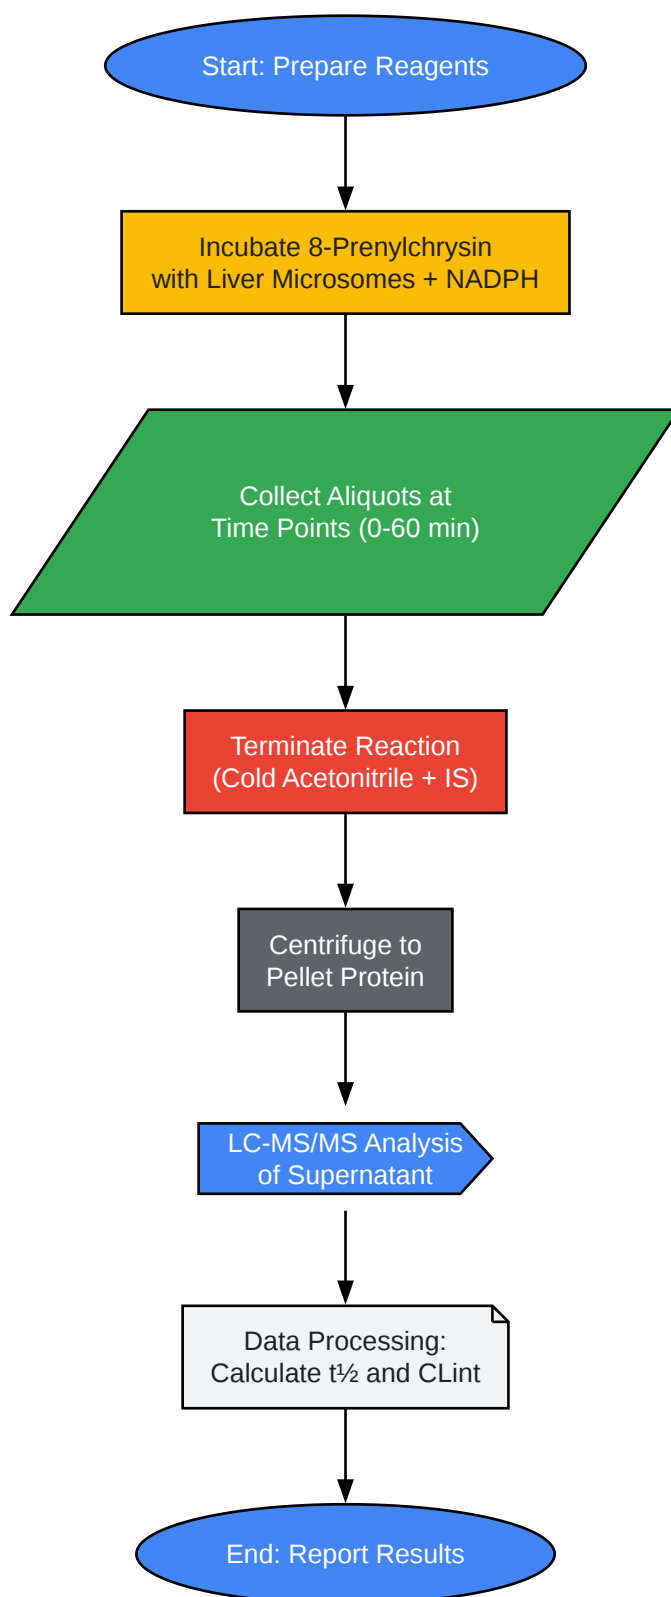 Start: Prepare Reagents
Incubate 8-Prenylchrysin
with Liver Microsomes + NADPH
Collect Aliquots at
Time Points (0-60 min)
Terminate Reaction
(Cold Acetonitrile + IS)
Centrifuge to
Pellet Protein
LC-MS/MS Analysis
of Supernatant
Data Processing:
Calculate t½ and CLint
End: Report Results